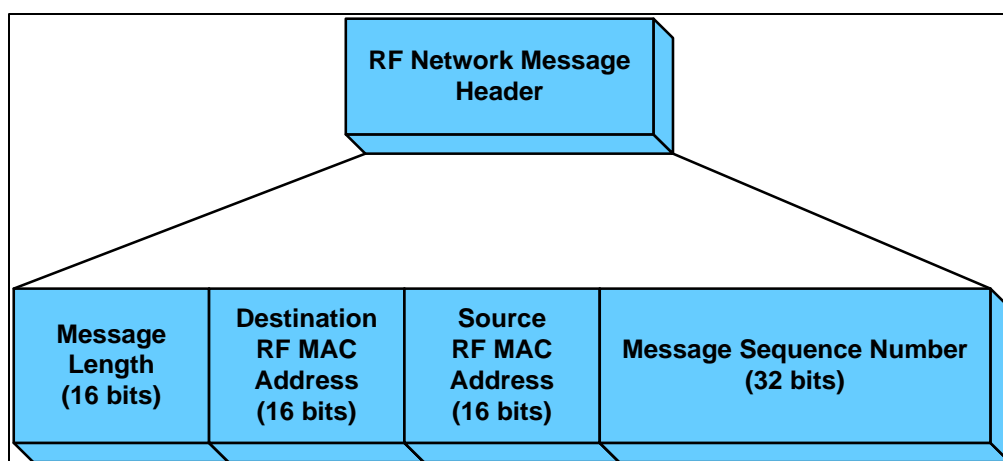 RF Network Message
Header
Message
Length
(16 bits)
Destination
RF MAC
Address
(16 bits)
Source
RF MAC
Address
(16 bits)
Message Sequence Number
(32 bits)